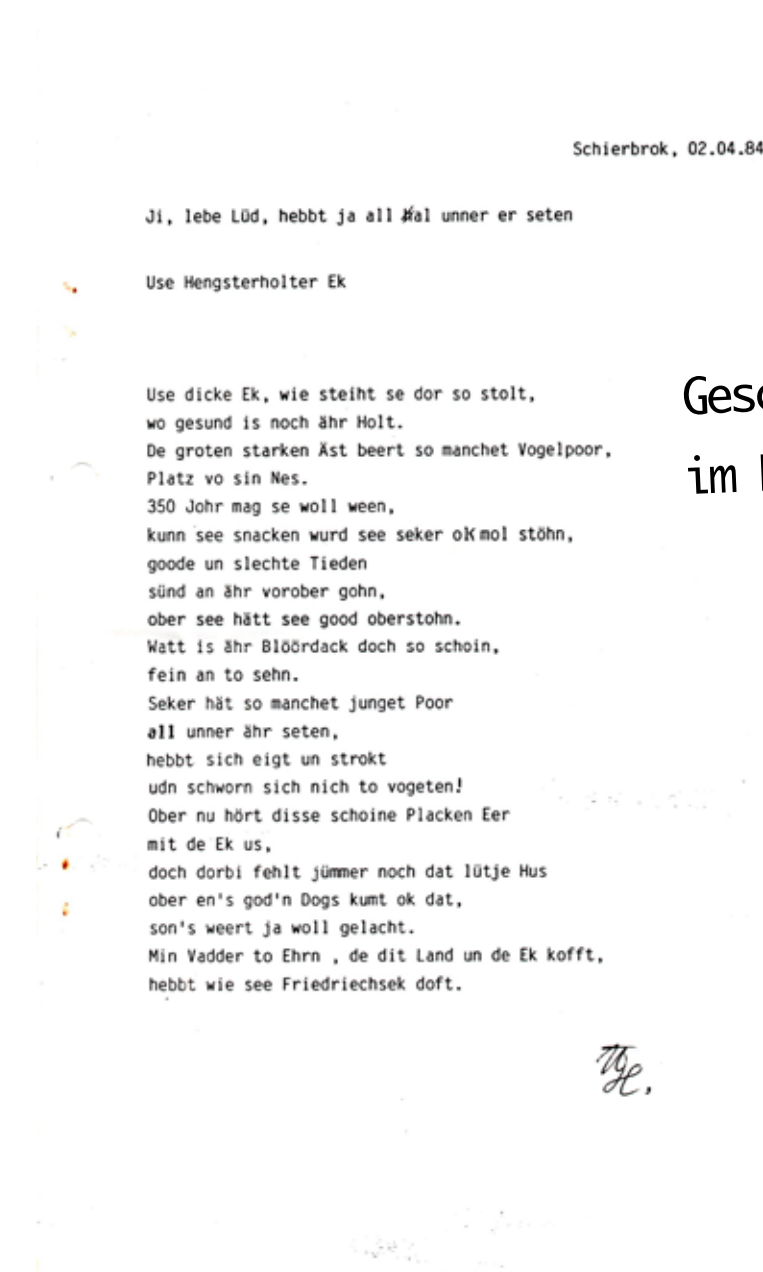 Schierbrok, 02.04.84
Ji, lebe Lüd, hebbt ja all mal unner er seten
Use Hengsterholter Ek
Use dicke Ek, wie steiht se dor so stolt,
wo gesund is noch ähr Holt.
De groten starken Äst beert so manchet Vogelpoor,
Platz vo sin Nes.
350 Johr mag se woll ween,
kunn see snacken wurd see seker ok mol stöhn,
goode un slechte Tieden
sünd an ähr vorober gohn,
ober see hätt see good oberstohn.
Watt is ähr Blöördack doch so schoin,
fein an to sehn.
Seker hät so manchet junget Poor
all unner ähr seten,
hebbt sich eigt un strokt
udn schworn sich nich to vogeten!
Ober nu hört disse schoine Placken Eer
mit de Ek us,
doch dorbi fehlt jümmer noch dat lütje Hus
ober en's god'n Dogs kumt ok dat,
son's weert ja woll gelacht.
Min Vadder to Ehrn , de dit Land un de Ek kofft,
hebbt wie see Friedriechsek doft.
im